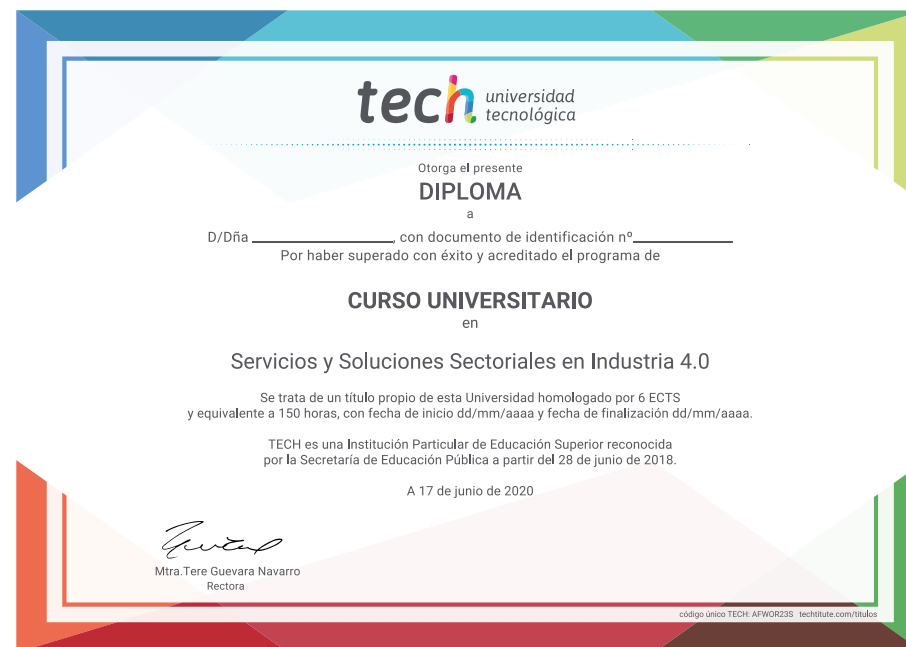 tech universidad
tecnológica
Otorga el presente
DIPLOMA
a
D/Dña ____________________, con documento de identificación nº______________
Por haber superado con éxito y acreditado el programa de
CURSO UNIVERSITARIO
en
Servicios y Soluciones Sectoriales en Industria 4.0
Se trata de un título propio de esta Universidad homologado por 6 ECTS
y equivalente a 150 horas, con fecha de inicio dd/mm/aaaa y fecha de finalización dd/mm/aaaa.
TECH es una Institución Particular de Educación Superior reconocida
por la Secretaría de Educación Pública a partir del 28 de junio de 2018.
A 17 de junio de 2020
Mtra.Tere Guevara Navarro
Rectora
código único TECH: AFWOR23S techtitute.com/titulos